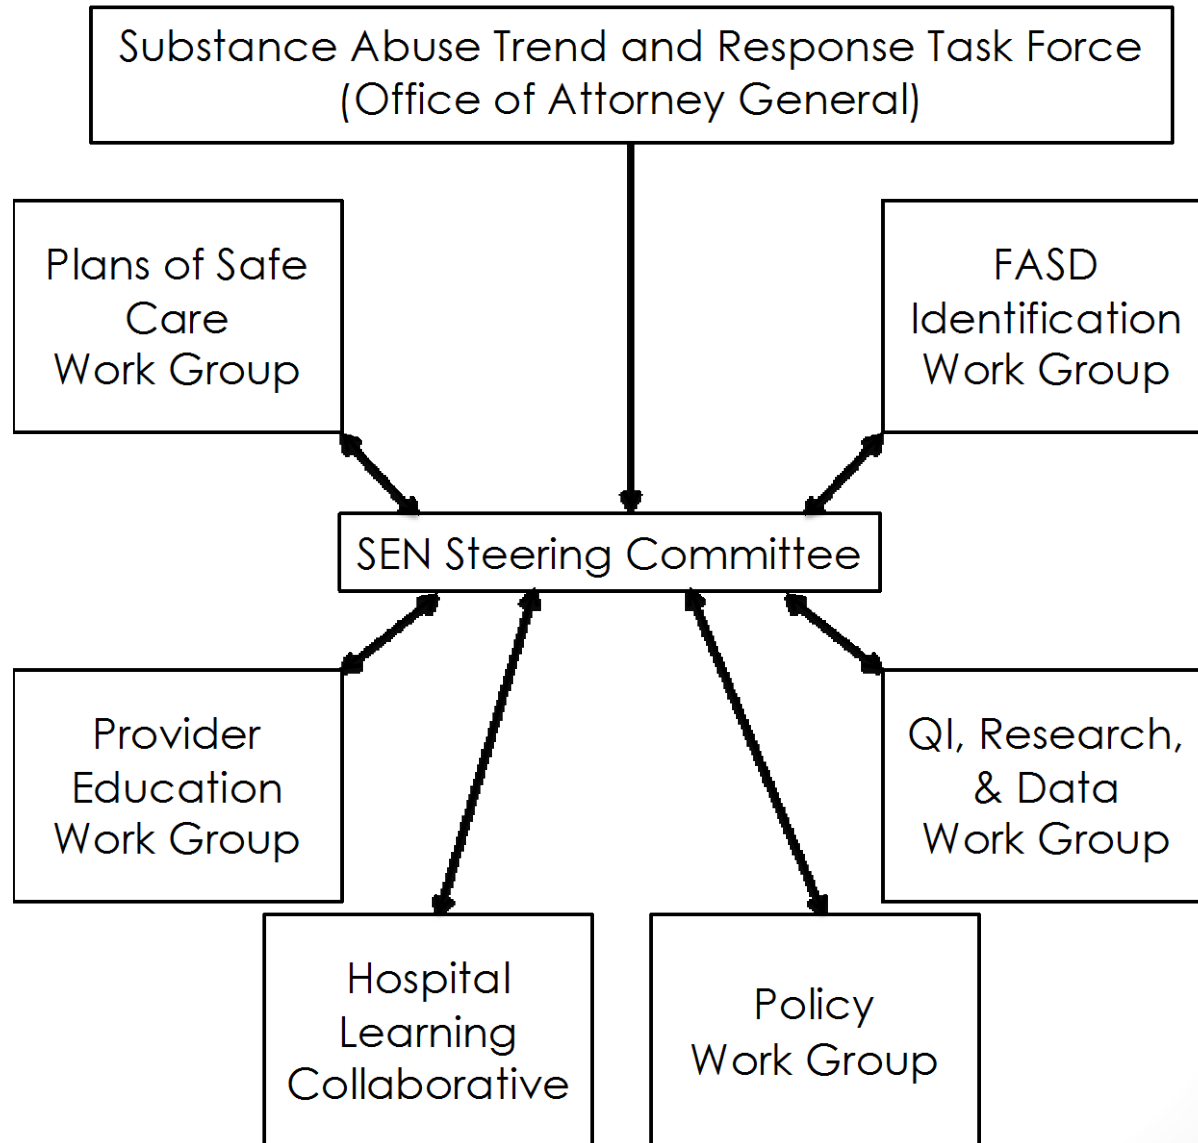 Substance Abuse Trend and Response Task Force
(Office of Attorney General)
Plans of Safe
Care
Work Group
FASD
Identification
Work Group
SEN Steering Committee
Provider
Education
Work Group
QI, Research,
& Data
Work Group
Hospital
Learning
Collaborative
Policy
Work Group